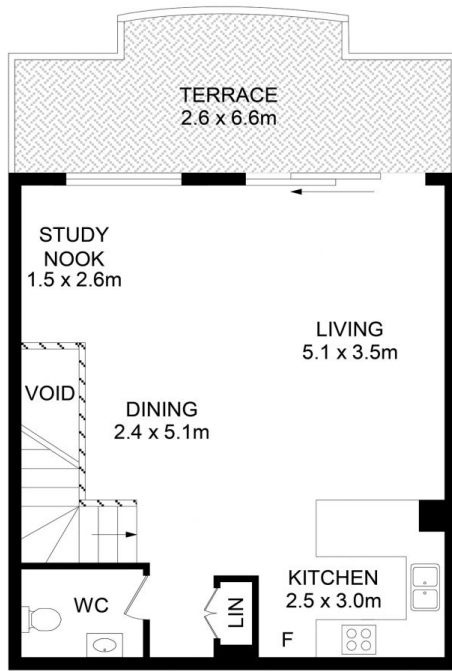 TERRACE
2.6 x 6.6m
STUDY
NOOK
1.5 x 2.6m
LIVING
5.1 x 3.5m
VOID
DINING
2.4 x 5.1m
KITCHEN
2.5 x 3.0m
WC
LIN
F